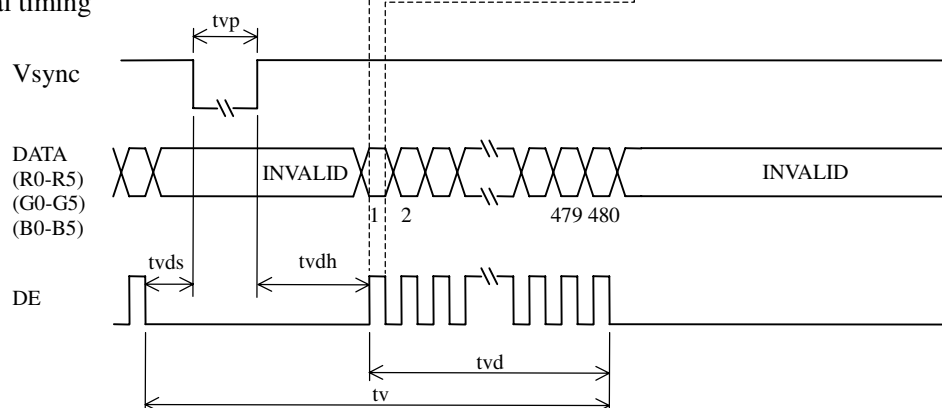 al timing
tvp
Vsync
DATA
(R0-R5)
(G0-G5)
(B0-B5)
INVALID
INVALID
1 2 479 480
tvds
tvdh
DE
tvd
tv